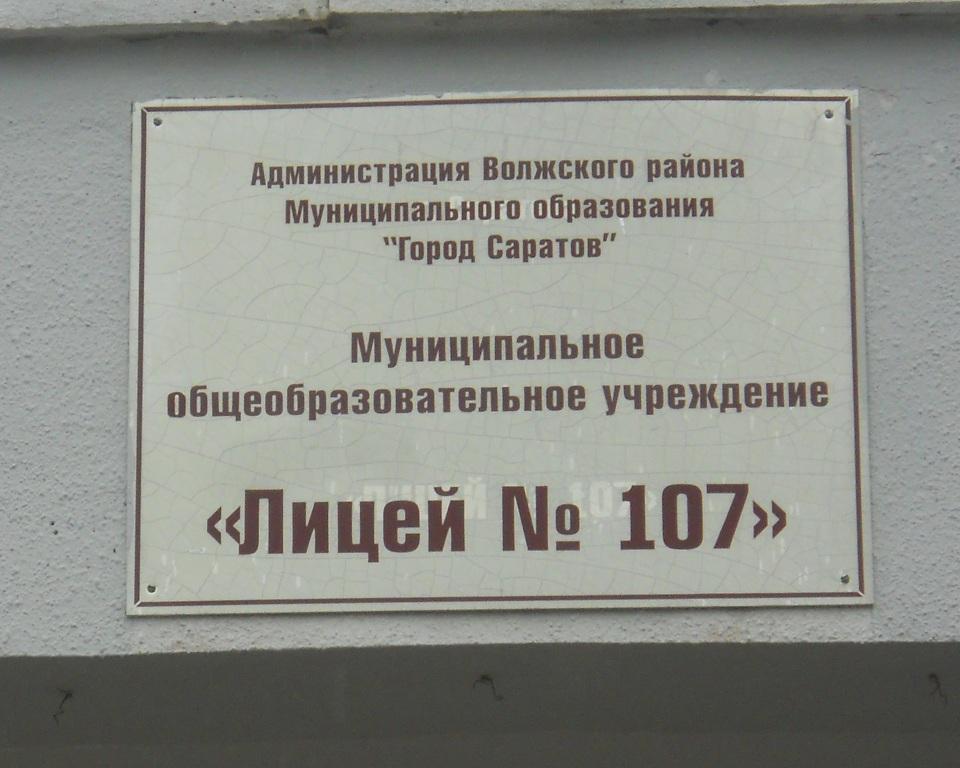 Администрация Волжского района
Муниципального образования
"Город Саратов"
Муниципальное
общеобразовательное учреждение
«Лицей № 107»